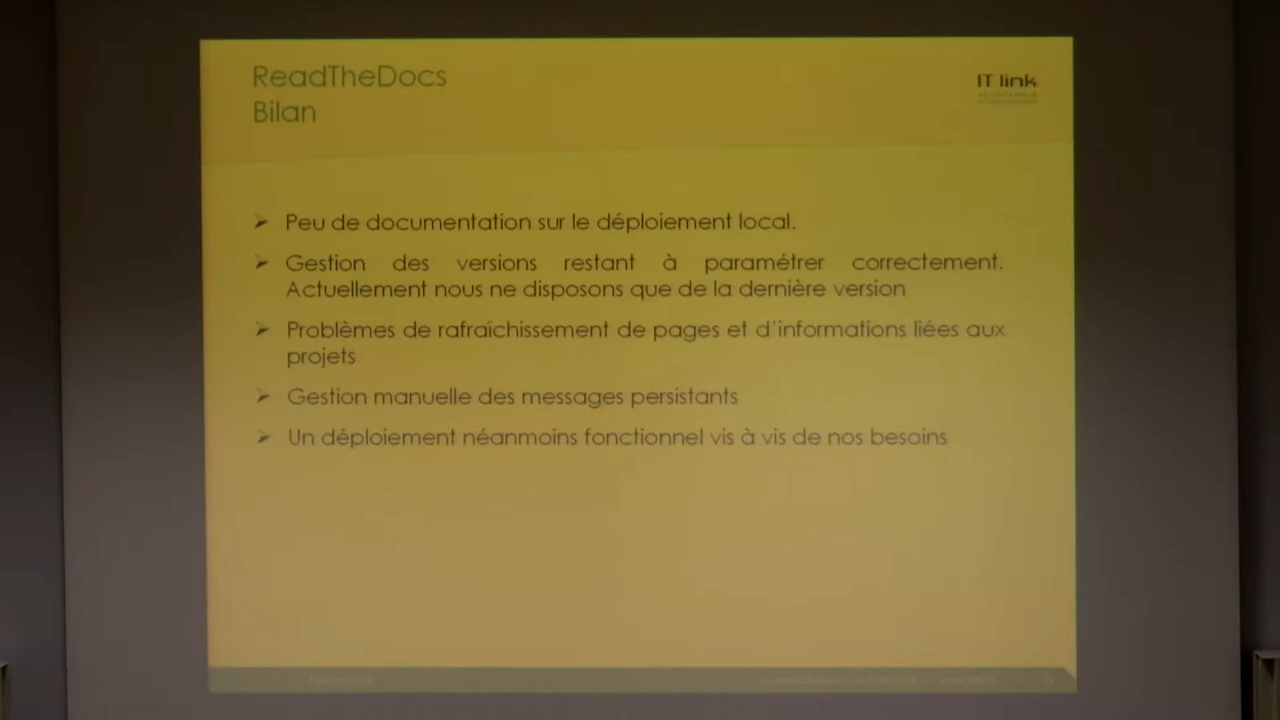 ReadTheDocs
Bilan
IT link
➢ Peu de documentation sur le déploiement local.
➢ Gestion des versions restant à paramétrer correctement.
Actuellement nous ne disposons que de la dernière version
➢ Problèmes de rafraîchissement de pages et d'informations liées aux
projets
➢ Gestion manuelle des messages persistants
➢ Un déploiement néanmoins fonctionnel vis à vis de nos besoins